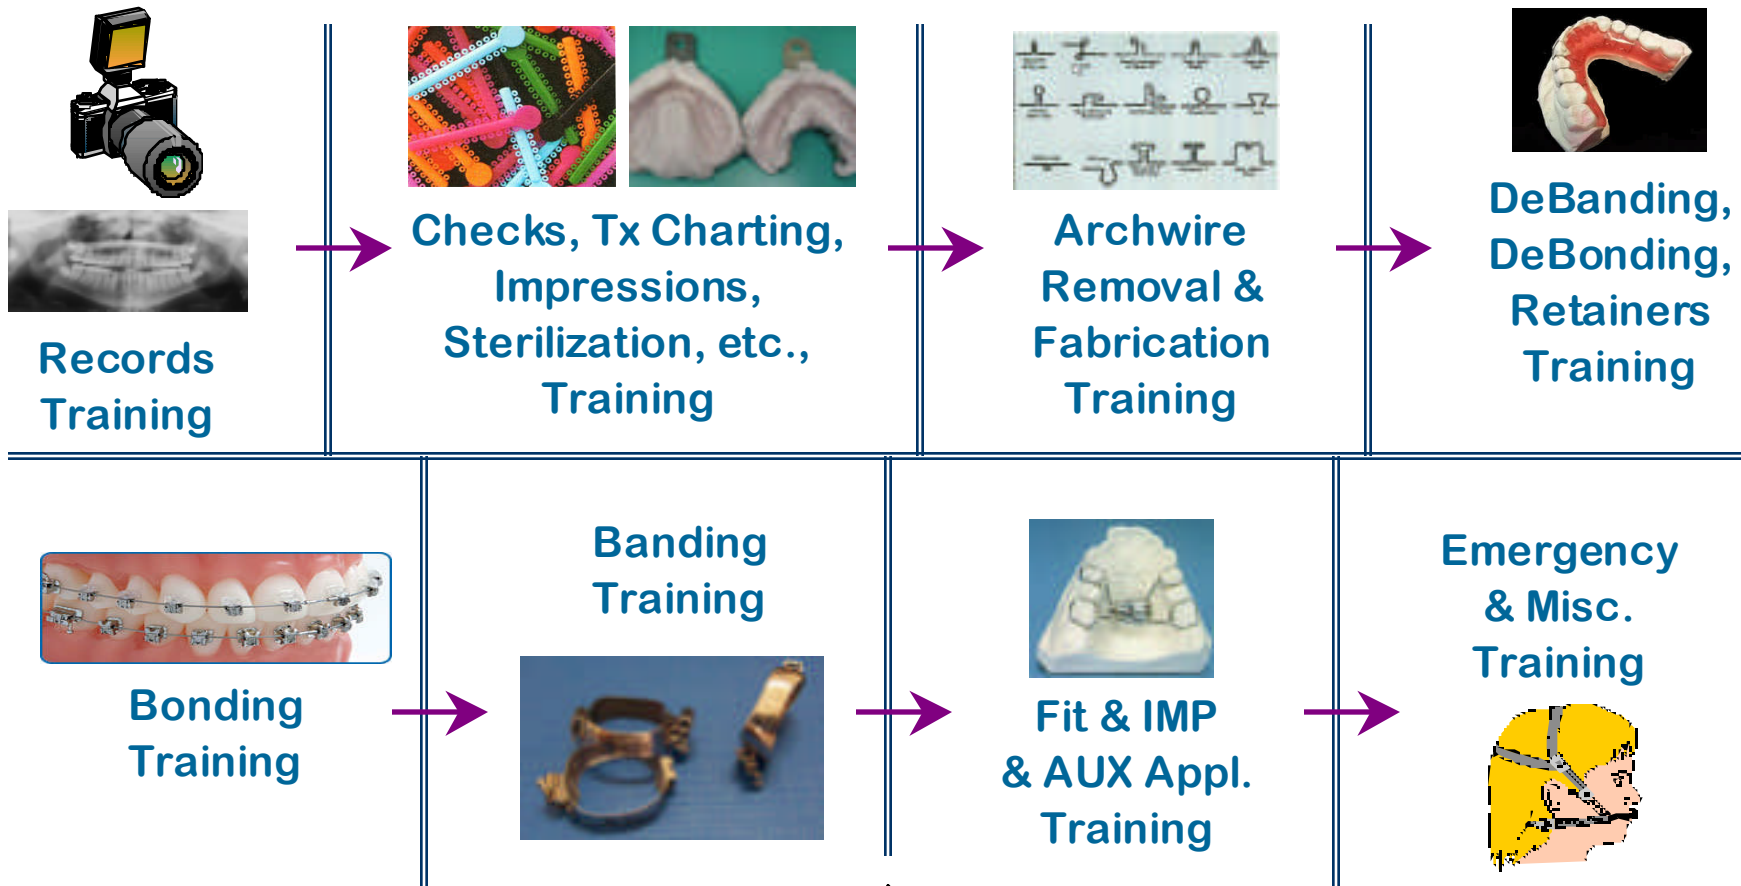 Records
Training
Checks, Tx Charting,
Impressions,
Sterilization, etc.,
Training
Archwire
Removal &
Fabrication
Training
DeBanding,
DeBonding,
Retainers
Training
Bonding
Training
Banding
Training
Fit & IMP
& AUX Appl.
Training
Emergency
& Misc.
Training